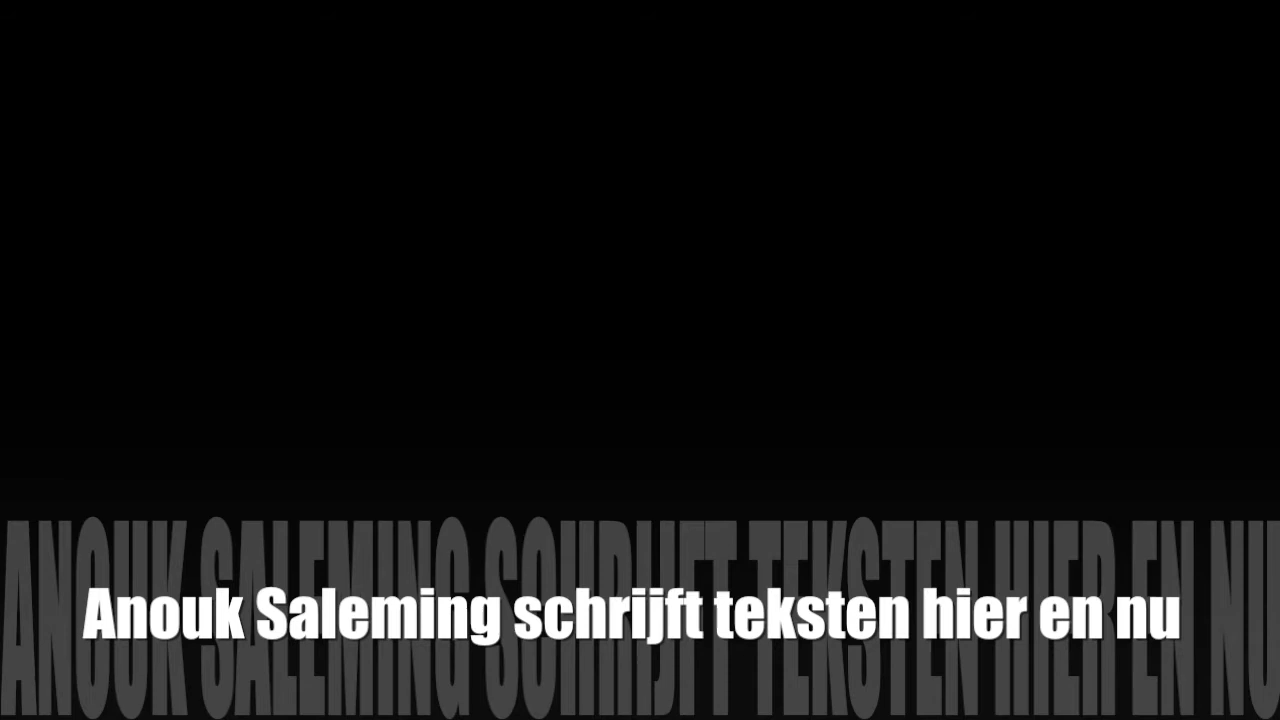 ANOUK SALEMING SCHRIJFT TEKSTEN HIER EN NU
Anouk Saleming schrijft teksten hier en nu